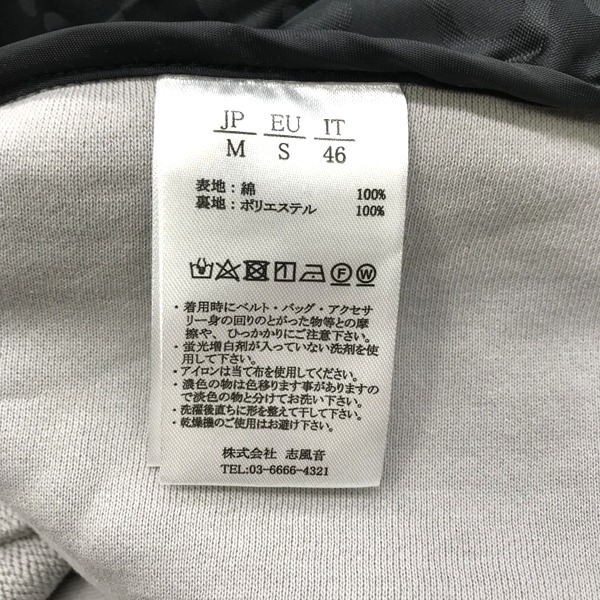 JP EU IT
M S 46
表地：綿 100%
裏地：ポリエステル 100%
F W
・着用時にベルト・バッグ・アクセサ
リー身の回りのとがった物等との摩
擦や、ひっかかりにご注意下さい。
・蛍光増白剤が入っていない洗剤を使
用して下さい。
・アイロンは当て布を使用してください。
・濃色の物は色移りします事がありますの
で淡色の物と分けてお洗い下さい。
・洗濯後直ちに形を整えて干して下さい。
・乾燥機のご使用はお避け下さい。
株式会社 志風音
TEL:03-6666-4321